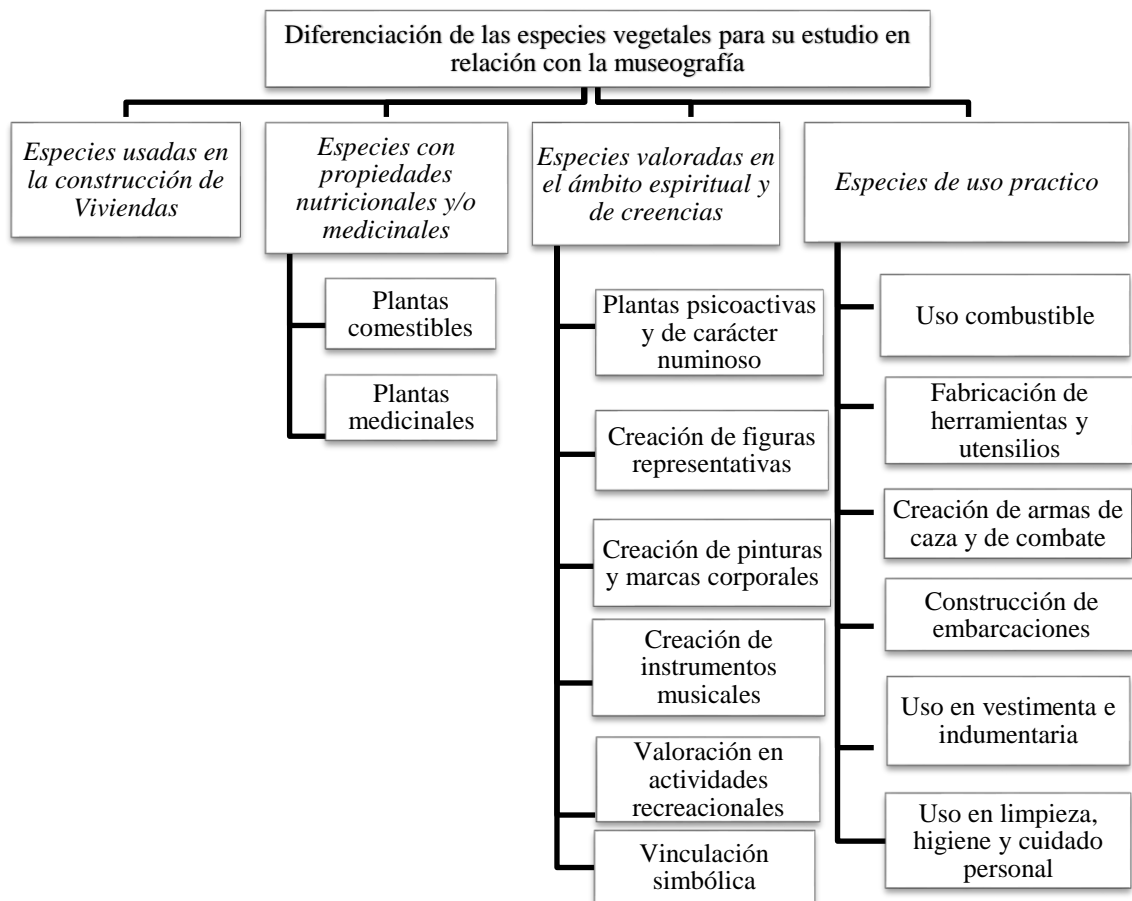 Diferenciación de las especies vegetales para su estudio en
relación con la museografía
Especies usadas en
la construcción de
Viviendas
Especies con
propiedades
nutricionales y/o
medicinales
Plantas
comestibles
Plantas
medicinales
Especies valoradas en
el ámbito espiritual y
de creencias
Plantas psicoactivas
y de carácter
numinoso
Creación de figuras
representativas
Creación de pinturas
y marcas corporales
Creación de
instrumentos
musicales
Valoración en
actividades
recreacionales
Vinculación
simbólica
Especies de uso practico
Uso combustible
Fabricación de
herramientas y
utensilios
Creación de armas de
caza y de combate
Construcción de
embarcaciones
Uso en vestimenta e
indumentaria
Uso en limpieza,
higiene y cuidado
personal